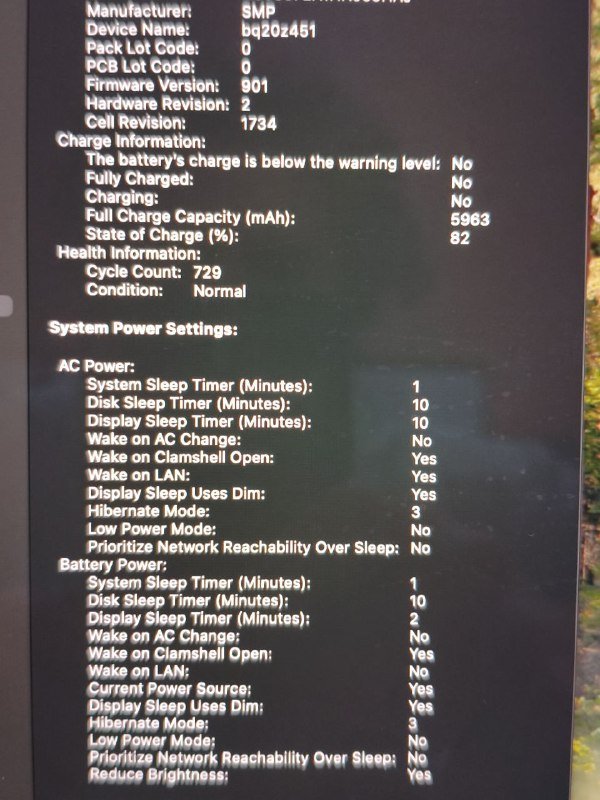 Manufacturer: SMP
Device Name: bq20z451
Pack Lot Code: 0
PCB Lot Code: 0
Firmware Version: 901
Hardware Revision: 2
Cell Revision: 1734
Charge Information:
The battery's charge is below the warning level: No
Fully Charged: No
Charging: No
Full Charge Capacity (mAh): 5963
State of Charge (%): 82
Health Information:
Cycle Count: 729
Condition: Normal
System Power Settings:
AC Power:
System Sleep Timer (Minutes): 1
Disk Sleep Timer (Minutes): 10
Display Sleep Timer (Minutes): 10
Wake on AC Change: No
Wake on Clamshell Open: Yes
Wake on LAN: Yes
Display Sleep Uses Dim: Yes
Hibernate Mode: 3
Low Power Mode: No
Prioritize Network Reachability Over Sleep: No
Battery Power:
System Sleep Timer (Minutes): 1
Disk Sleep Timer (Minutes): 10
Display Sleep Timer (Minutes): 2
Wake on AC Change: No
Wake on Clamshell Open: Yes
Wake on LAN: No
Current Power Source: Yes
Display Sleep Uses Dim: Yes
Hibernate Mode: 3
Low Power Mode: No
Prioritize Network Reachability Over Sleep: No
Reduce Brightness: Yes